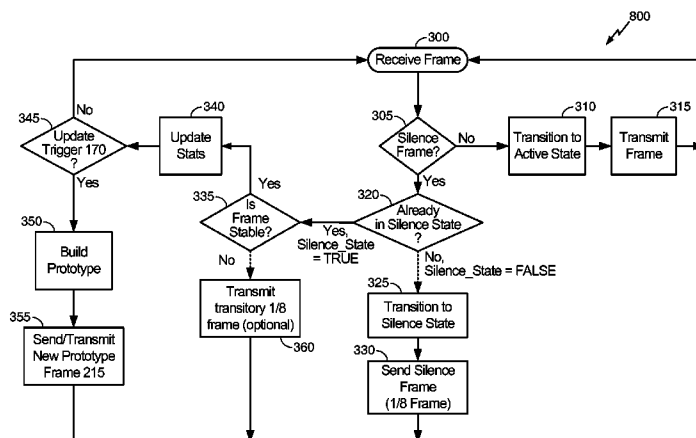 800
300
Receive Frame
345
No
Update
Trigger 170
?
Yes
340
Update
Stats
305
Silence
Frame?
No
Yes
310
Transition to
Active State
315
Transmit
Frame
320
Already
in Silence State
?
Yes,
Silence_State
= TRUE
No,
Silence_State = FALSE
335
Is
Frame
Stable?
Yes
No
350
Build
Prototype
355
Send/Transmit
New Prototype
Frame 215
Transmit
transitory 1/8
frame (optional)
360
325
Transition to
Silence State
330
Send Silence
Frame
(1/8 Frame)